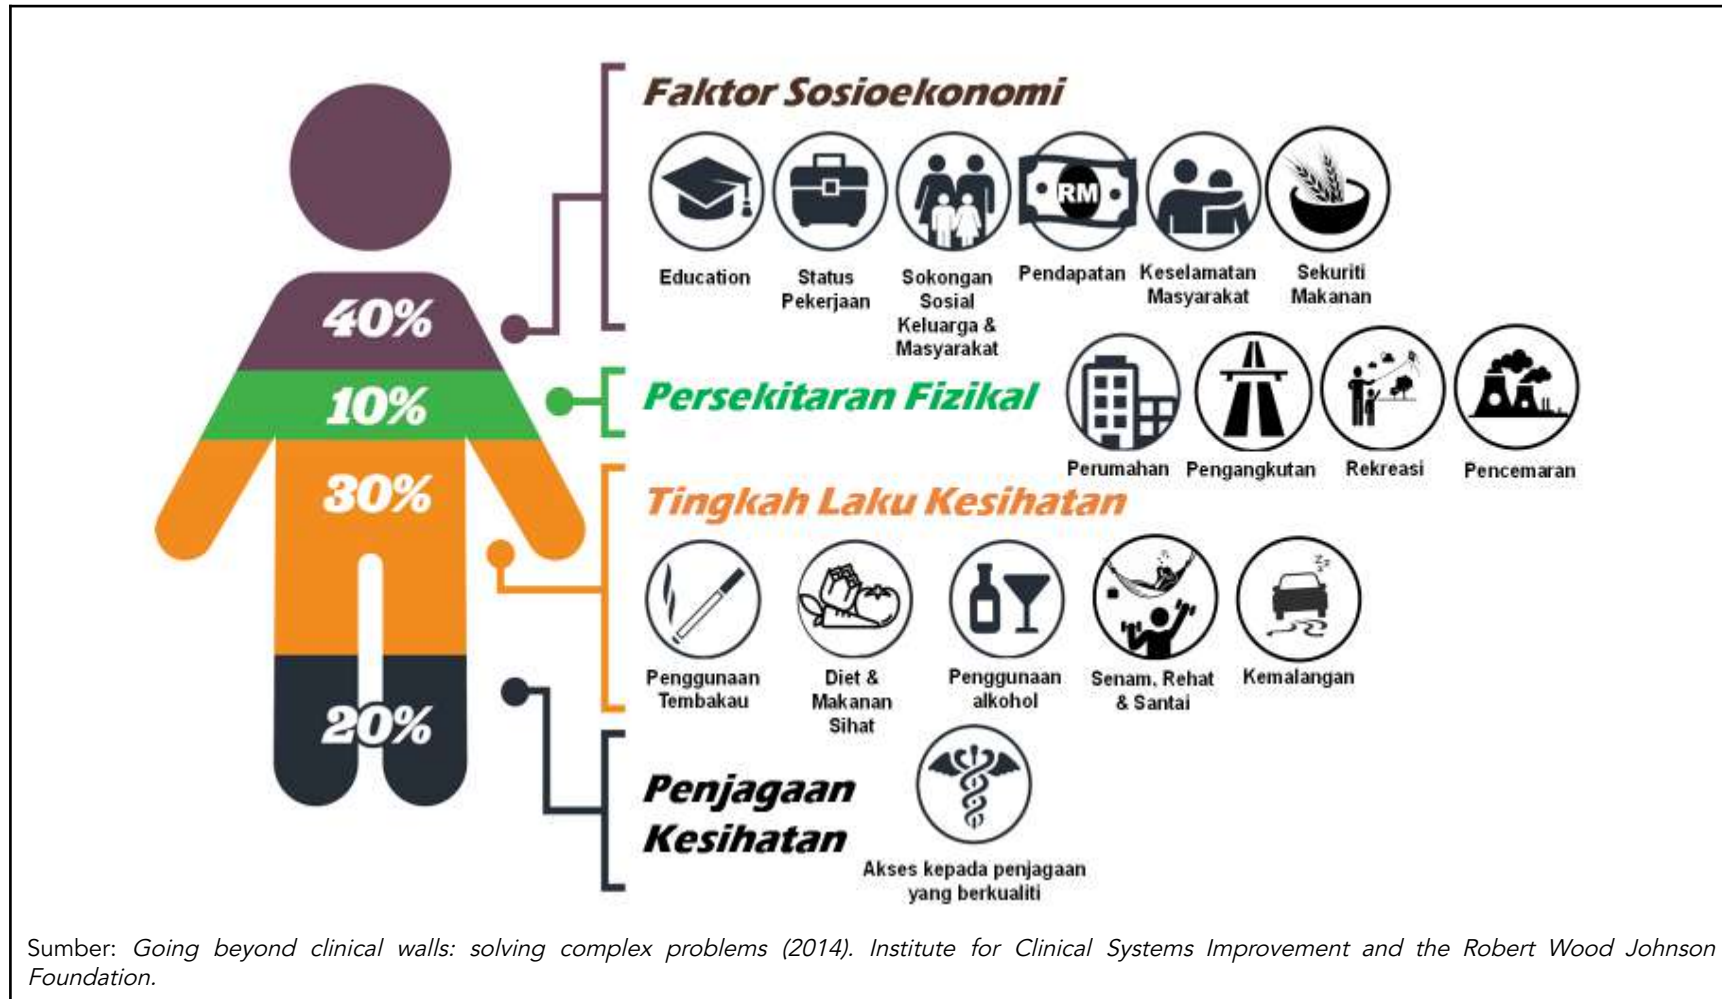 Faktor Sosioekonomi
RM
Education
Status
Pekerjaan
Sokongan
Sosial
Keluarga &
Masyarakat
Pendapatan
Keselamatan
Masyarakat
Sekuriti
Makanan
40%
10%
Persekitaran Fizikal
Perumahan
Pengangkutan
Rekreasi
Pencemaran
30%
Tingkah Laku Kesihatan
Zz
z
Penggunaan
Tembakau
Diet &
Makanan
Sihat
Penggunaan
alkohol
Senam, Rehat
& Santai
Kemalangan
20%
Penjagaan
Kesihatan
Akses kepada penjagaan
yang berkualiti
Sumber: Going beyond clinical walls: solving complex problems (2014). Institute for Clinical Systems Improvement and the Robert Wood Johnson
Foundation.